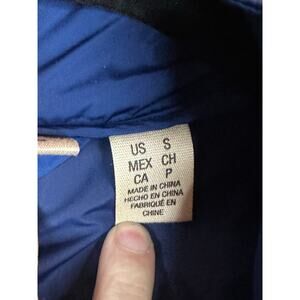 US S
MEX CH
CA P
MADE IN CHINA
HECHO EN CHINA
FABRIQUÉ EN
CHINE